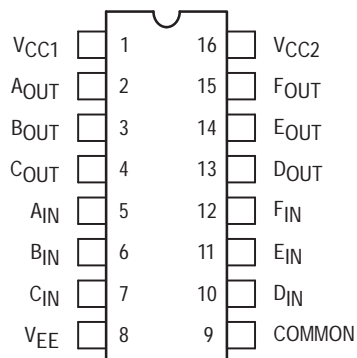 VCC1 1 16 VCC2
AOUT 2 15 FOUT
BOUT 3 14 EOUT
COUT 4 13 DOUT
AIN 5 12 FIN
BIN 6 11 EIN
CIN 7 10 DIN
VEE 8 9 COMMON